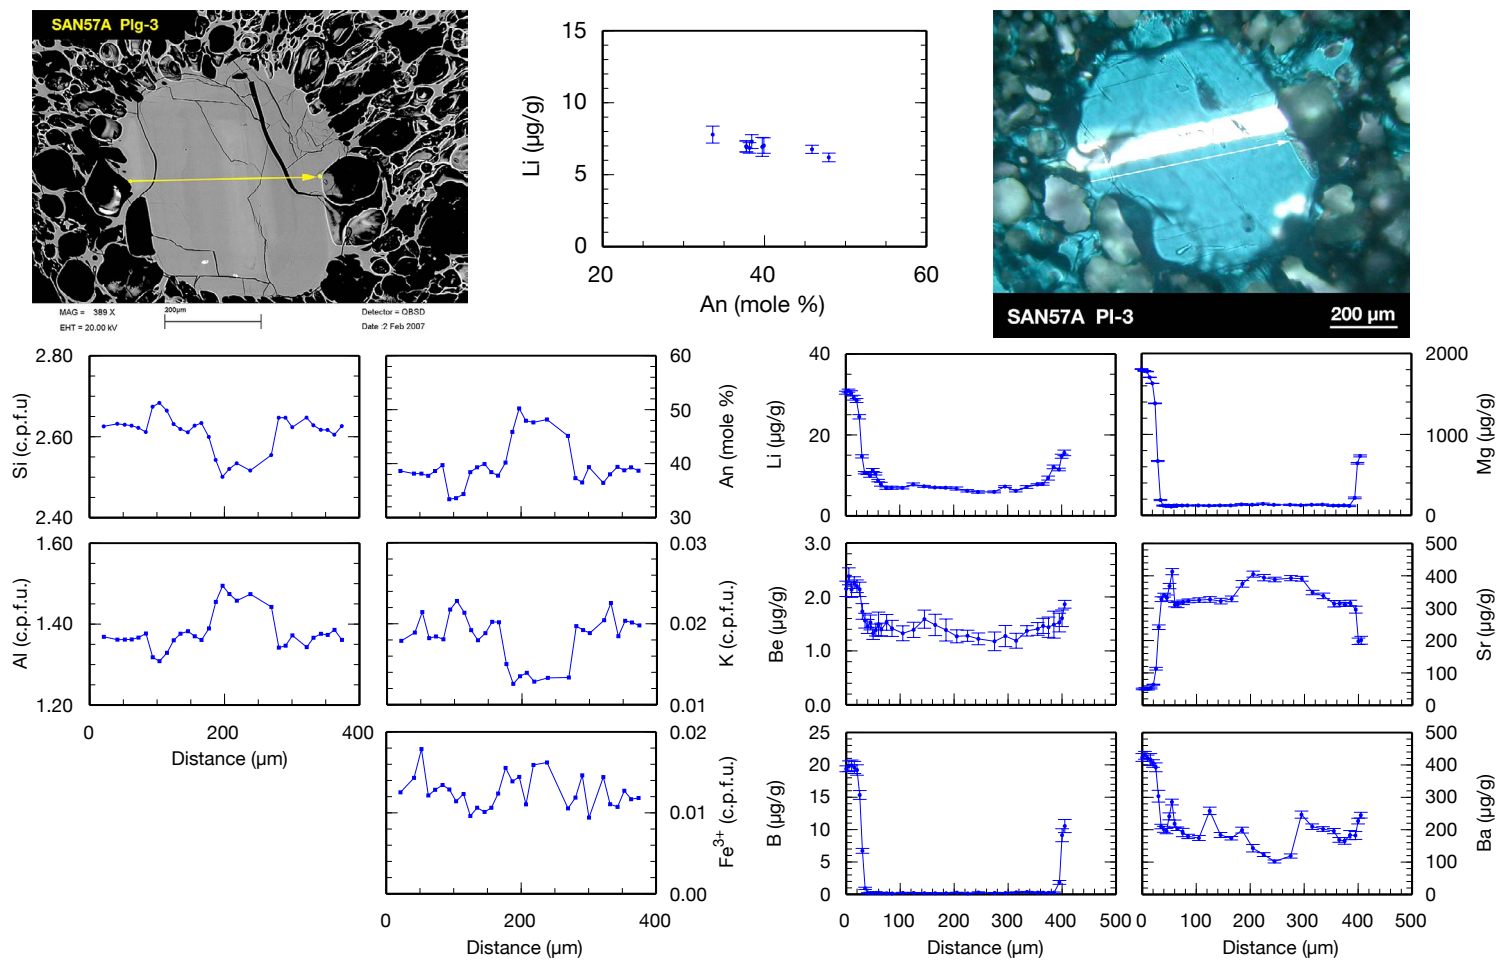 SAN57A Plg-3
MAG = 389 X
EHT = 20.00 kV
200µm
Detector = QBSD
Date :2 Feb 2007
15
10
5
0
Li (µg/g)
20
40
60
An (mole %)
SAN57A Pl-3
200 µm
2.80
2.60
2.40
Si (c.p.f.u)
60
50
40
30
An (mole %)
40
20
0
Li (µg/g)
2000
1000
0
Mg (µg/g)
1.60
1.40
1.20
Al (c.p.f.u.)
0
200
400
Distance (µm)
0.03
0.02
0.01
K (c.p.f.u.)
3.0
2.0
1.0
0.0
Be (µg/g)
500
400
300
200
100
0
Sr (µg/g)
0.02
0.01
0.00
Fe3+ (c.p.f.u.)
0
200
400
Distance (µm)
25
20
15
10
5
0
B (µg/g)
0
100
200
300
400
500
Distance (µm)
500
400
300
200
100
0
Ba (µg/g)
0
100
200
300
400
500
Distance (µm)